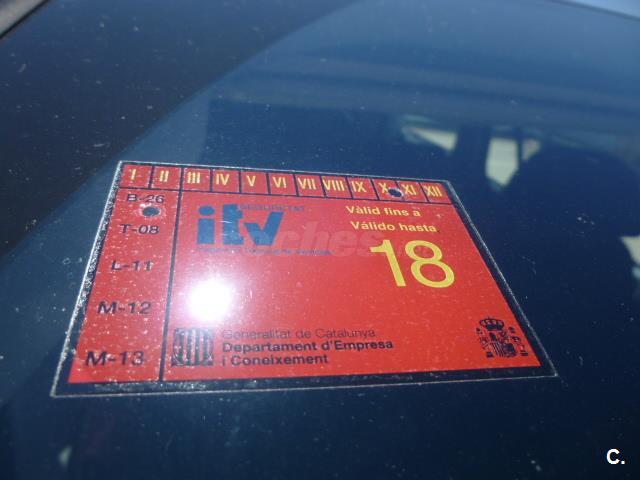 I II III IV V VI VII VIII IX X XI XII
B-26
T-08
L-11
M-12
M-13
SEGURETAT
itv
Vàlid fins a
Válido hasta
18
Generalitat de Catalunya
Departament d'Empresa
i Coneixement
C.